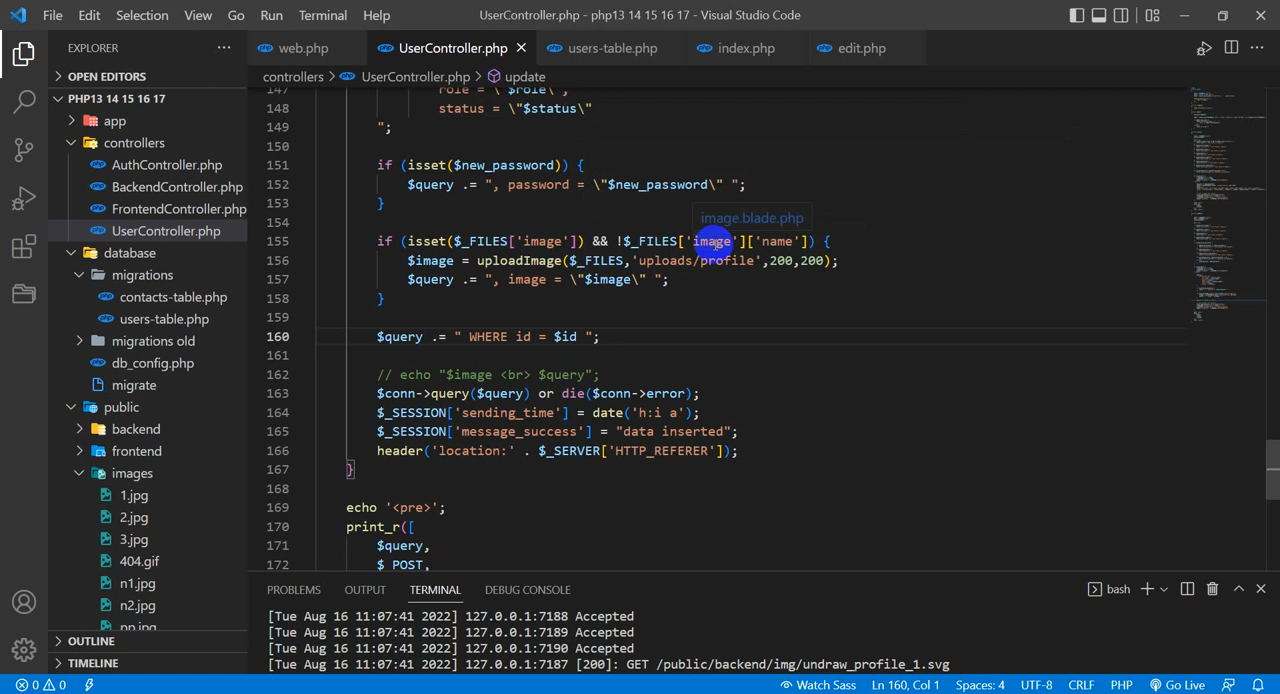 File Edit Selection View Go Run Terminal Help UserController.php - php13 14 15 16 17 - Visual Studio Code
EXPLORER
OPEN EDITORS
PHP13 14 15 16 17
app
controllers
AuthController.php
BackendController.php
FrontendController.php
UserController.php
database
migrations
contacts-table.php
users-table.php
migrations old
db_config.php
migrate
public
backend
frontend
images
1.jpg
2.jpg
3.jpg
404.gif
n1.jpg
n2.jpg
OUTLINE
TIMELINE
web.php UserController.php users-table.php index.php edit.php
controllers > UserController.php > update
147 role = \"$role\",
148 status = \"$status\"
149 ";
150
151 if (isset($new_password)) {
152 $query .= ", password = \"$new_password\" ";
153 }
154
image.blade.php
155 if (isset($_FILES['image']) && !$_FILES['image']['name']) {
156 $image = uploadImage($_FILES,'uploads/profile',200,200);
157 $query .= ", image = \"$image\" ";
158 }
159
160 $query .= " WHERE id = $id ";
161
162 // echo "$image <br> $query";
163 $conn->query($query) or die($conn->error);
164 $_SESSION['sending_time'] = date('h:i a');
165 $_SESSION['message_success'] = "data inserted";
166 header('location:' . $_SERVER['HTTP_REFERER']);
167 }
168
169 echo '<pre>';
170 print_r([
171 $query,
172 $_POST,
PROBLEMS OUTPUT TERMINAL DEBUG CONSOLE bash
[Tue Aug 16 11:07:41 2022] 127.0.0.1:7188 Accepted
[Tue Aug 16 11:07:41 2022] 127.0.0.1:7189 Accepted
[Tue Aug 16 11:07:41 2022] 127.0.0.1:7190 Accepted
[Tue Aug 16 11:07:41 2022] 127.0.0.1:7187 [200]: GET /public/backend/img/undraw_profile_1.svg
0 0 Watch Sass Ln 160, Col 1 Spaces: 4 UTF-8 CRLF PHP Go Live